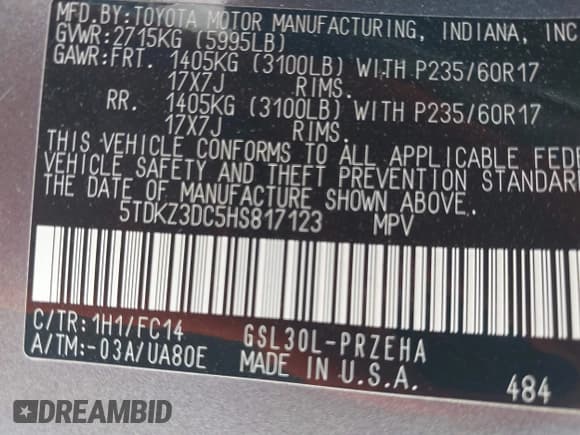 MFD.BY:TOYOTA MOTOR MANUFACTURING, INDIANA, INC
GVWR:2715KG (5995LB)
GAWR:FRT. 1405KG (3100LB) WITH P235/60R17
17X7J RIMS.
RR. 1405KG (3100LB) WITH P235/60R17
17X7J RIMS.
THIS VEHICLE CONFORMS TO ALL APPLICABLE FEDE
VEHICLE SAFETY AND THEFT PREVENTION STANDARD
THE DATE OF MANUFACTURE SHOWN ABOVE.
5TDKZ3DC5HS817123 MPV
C/TR:1H1/FC14 GSL30L-PRZEHA
A/TM:-03A/UA80E MADE IN U.S.A. 484
DREAMBID